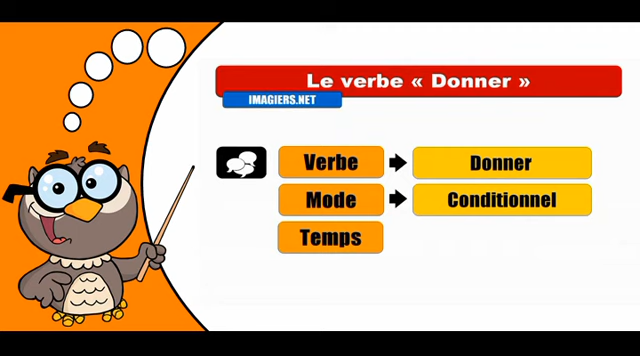 Le verbe « Donner »
IMAGIERS.NET
Verbe Donner
Mode Conditionnel
Temps